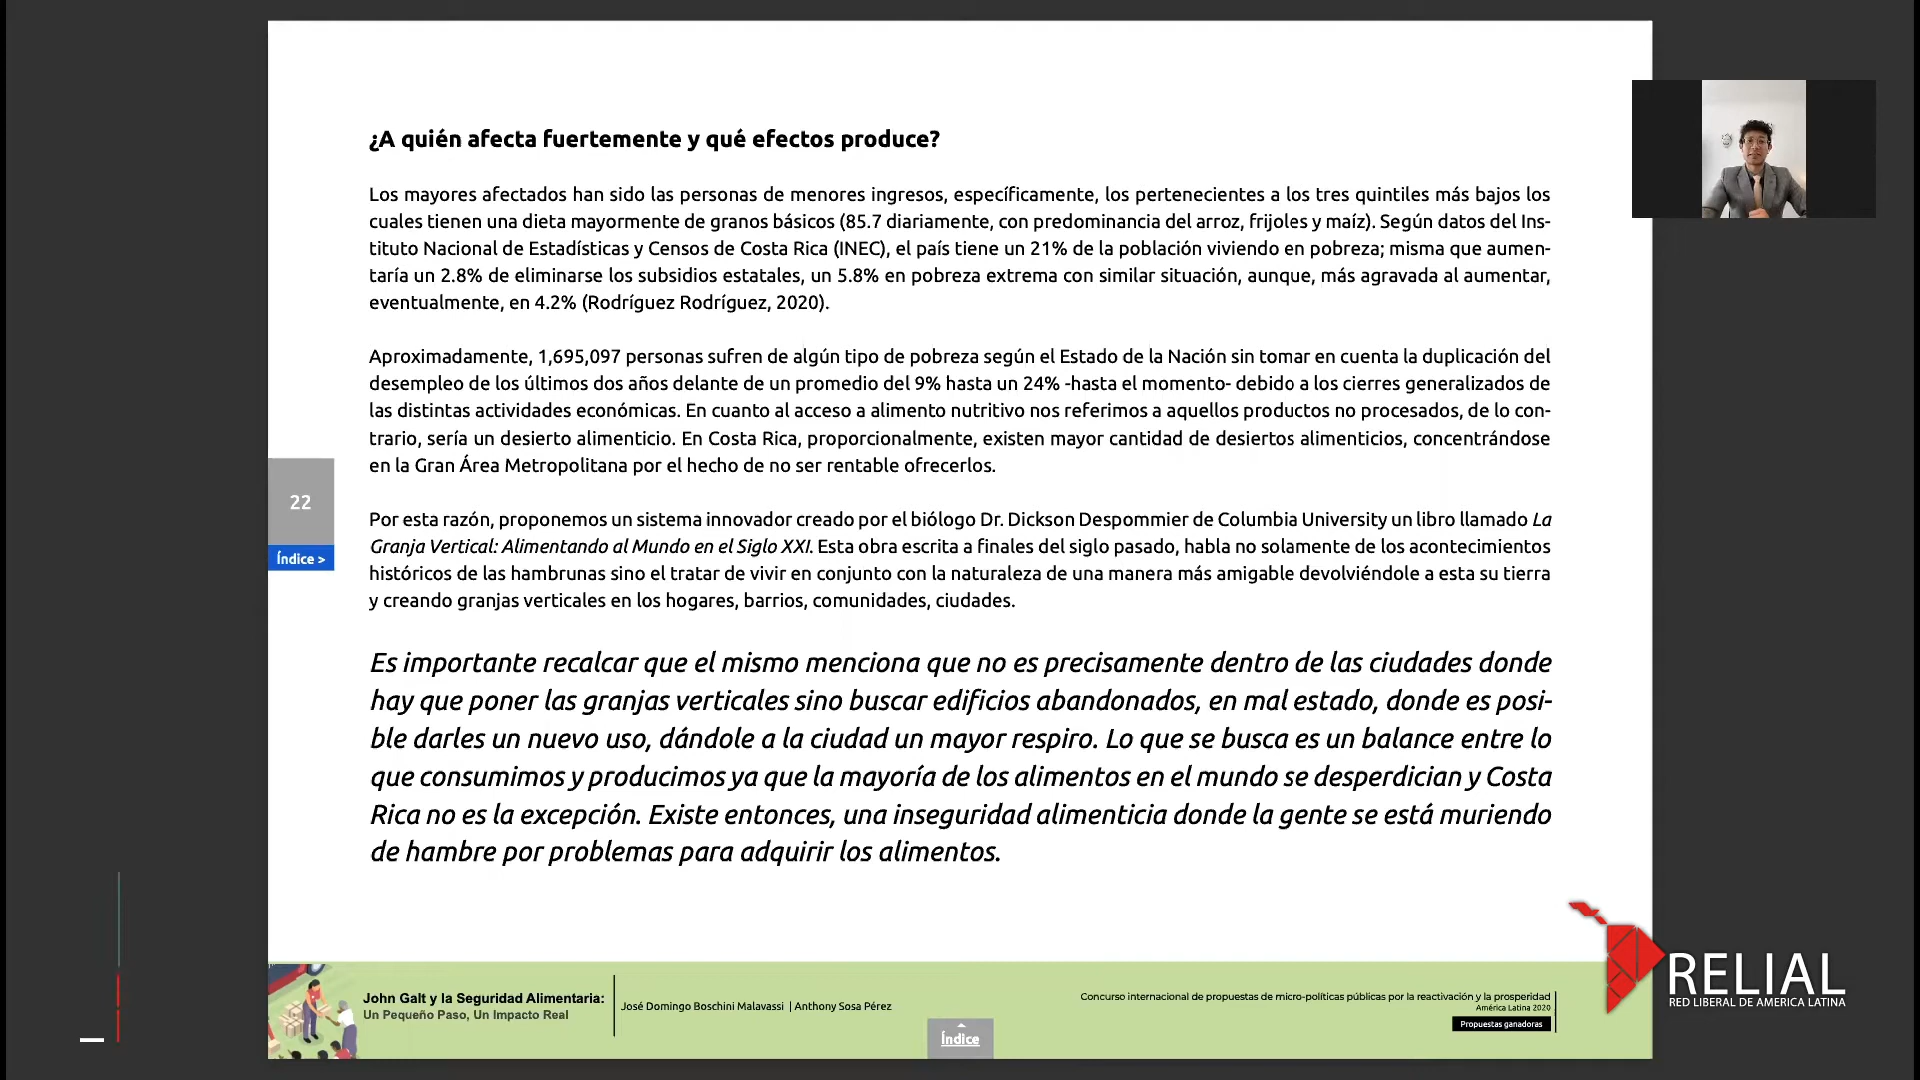 ¿A quién afecta fuertemente y qué efectos produce?
Los mayores afectados han sido las personas de menores ingresos, específicamente, los pertenecientes a los tres quintiles más bajos los
cuales tienen una dieta mayormente de granos básicos (85.7 diariamente, con predominancia del arroz, frijoles y maíz). Según datos del Ins-
tituto Nacional de Estadísticas y Censos de Costa Rica (INEC), el país tiene un 21% de la población viviendo en pobreza; misma que aumen-
taría un 2.8% de eliminarse los subsidios estatales, un 5.8% en pobreza extrema con similar situación, aunque, más agravada al aumentar,
eventualmente, en 4.2% (Rodríguez Rodríguez, 2020).
Aproximadamente, 1,695,097 personas sufren de algún tipo de pobreza según el Estado de la Nación sin tomar en cuenta la duplicación del
desempleo de los últimos dos años delante de un promedio del 9% hasta un 24% -hasta el momento- debido a los cierres generalizados de
las distintas actividades económicas. En cuanto al acceso a alimento nutritivo nos referimos a aquellos productos no procesados, de lo con-
trario, sería un desierto alimenticio. En Costa Rica, proporcionalmente, existen mayor cantidad de desiertos alimenticios, concentrándose
en la Gran Área Metropolitana por el hecho de no ser rentable ofrecerlos.
22
Índice >
Por esta razón, proponemos un sistema innovador creado por el biólogo Dr. Dickson Despommier de Columbia University un libro llamado La
Granja Vertical: Alimentando al Mundo en el Siglo XXI. Esta obra escrita a finales del siglo pasado, habla no solamente de los acontecimientos
históricos de las hambrunas sino el tratar de vivir en conjunto con la naturaleza de una manera más amigable devolviéndole a esta su tierra
y creando granjas verticales en los hogares, barrios, comunidades, ciudades.
Es importante recalcar que el mismo menciona que no es precisamente dentro de las ciudades donde
hay que poner las granjas verticales sino buscar edificios abandonados, en mal estado, donde es posi-
ble darles un nuevo uso, dándole a la ciudad un mayor respiro. Lo que se busca es un balance entre lo
que consumimos y producimos ya que la mayoría de los alimentos en el mundo se desperdician y Costa
Rica no es la excepción. Existe entonces, una inseguridad alimenticia donde la gente se está muriendo
de hambre por problemas para adquirir los alimentos.
John Galt y la Seguridad Alimentaria:
Un Pequeño Paso, Un Impacto Real
José Domingo Boschini Malavassi | Anthony Sosa Pérez
Índice
Concurso internacional de propuestas de micro-políticas públicas por la reactivación y la prosperidad
América Latina 2020
Propuestas ganadoras
RELIAL
RED LIBERAL DE AMERICA LATINA